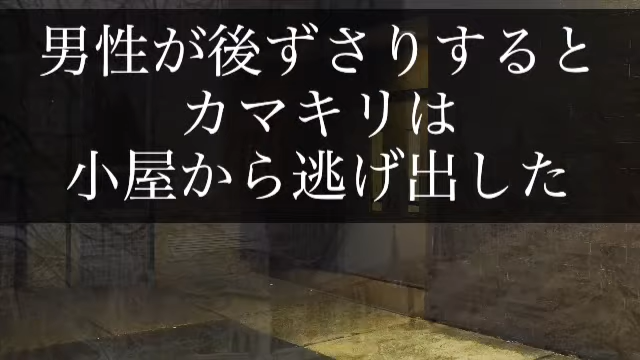 男性が後ずさりすると
カマキリは
小屋から逃げ出した